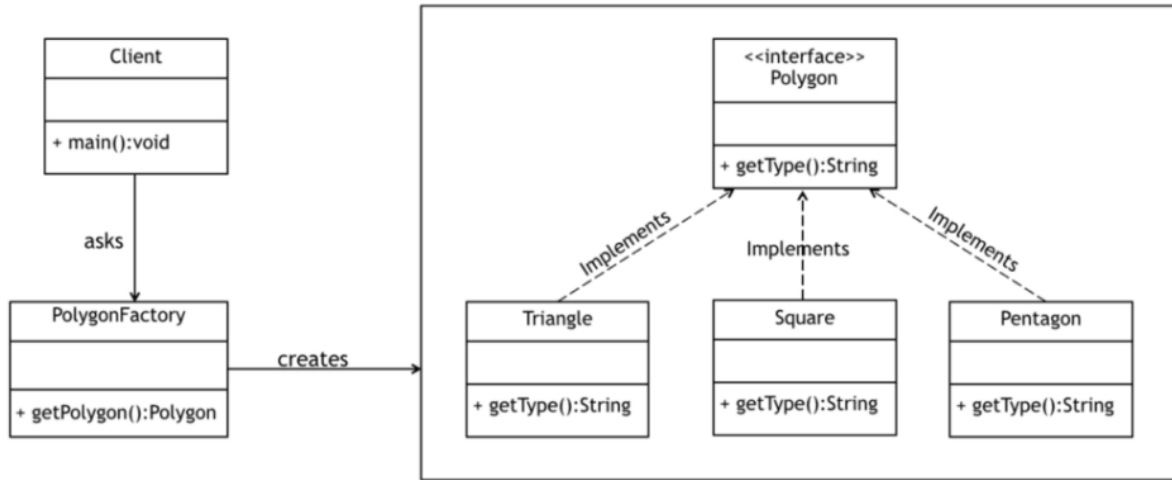 Client
+ main():void
asks
PolygonFactory
+ getPolygon():Polygon
creates
<<interface>>
Polygon
+ getType():String
Implements
Implements
Implements
Triangle
+ getType():String
Square
+ getType():String
Pentagon
+ getType():String